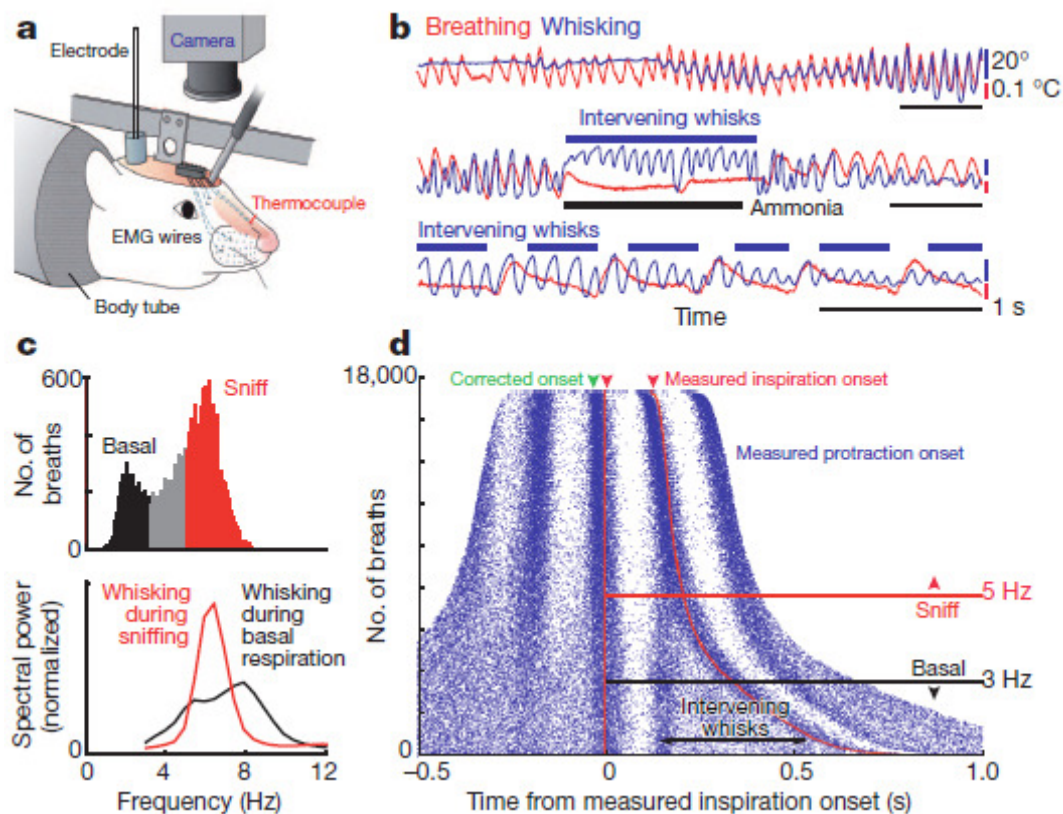 a
Electrode
Camera
Thermocouple
EMG wires
Body tube
b
Breathing Whisking
20°
0.1 °C
Intervening whisks
Ammonia
Intervening whisks
1 s
Time
c
600
No. of
breaths
0
Basal
Sniff
Spectral power
(normalized)
Whisking
during
sniffing
Whisking
during
basal
respiration
0
0
4
8
12
Frequency (Hz)
d
18,000
Corrected onset
Measured inspiration onset
Measured protraction onset
No. of breaths
5 Hz
Sniff
Basal
3 Hz
Intervening
whisks
0
–0.5
0
0.5
1.0
Time from measured inspiration onset (s)